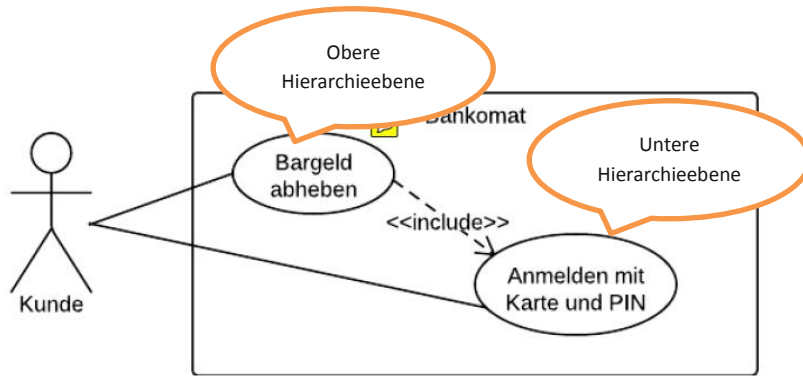 Obere
Hierarchieebene
Bankomat
Untere
Hierarchieebene
Bargeld
abheben
<<include>>
Anmelden mit
Karte und PIN
Kunde